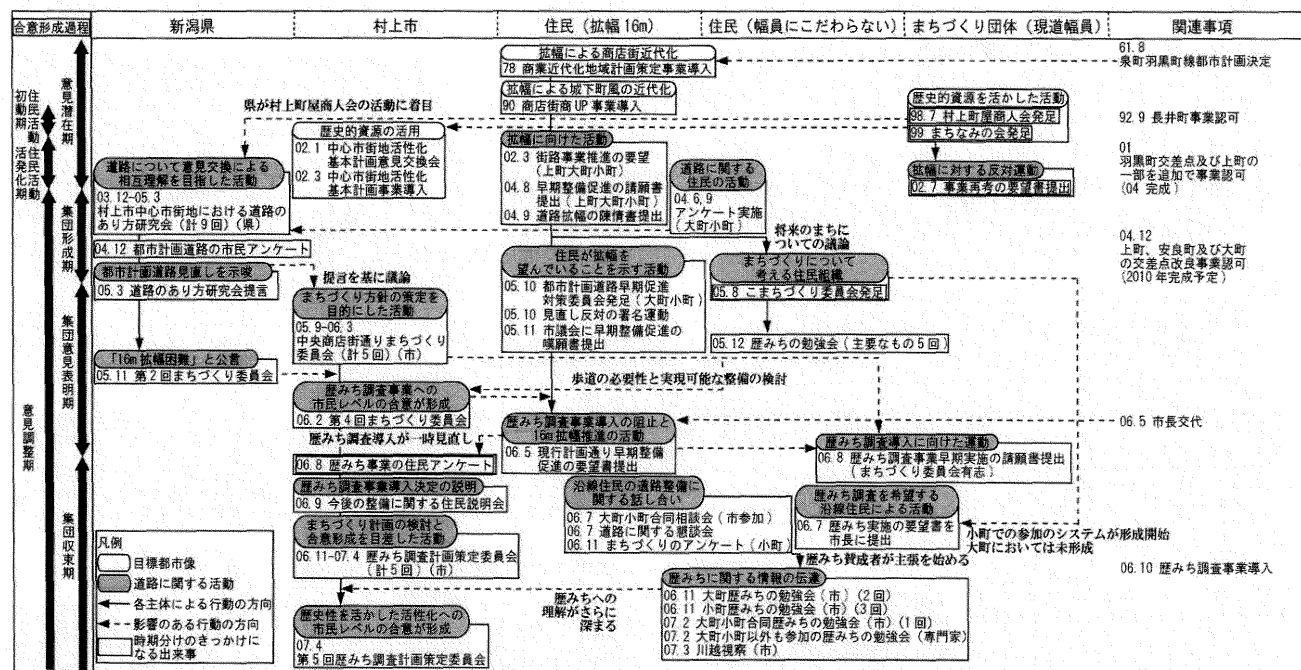 合意形成過程
新潟県
村上市
住民（拡幅16m）
住民（幅員にこだわらない）
まちづくり団体（現道幅員）
関連事項
意見潜在期
初動期
住民活動
活発化期
住民活動
集団形成期
集団意見表明期
意見調整期
集団収束期
拡幅による商店街近代化
78 商業近代化地域計画策定事業導入
61.8
泉町羽黒町線都市計画決定
拡幅による城下町風の近代化
90 商店街商UP事業導入
県が村上町屋商人会の活動に着目
歴史的資源を活かした活動
98.7 村上町屋商人会発足
99 まちなみの会発足
92.9 長井町事業認可
歴史的資源の活用
02.1 中心市街地活性化
基本計画意見交換会
02.3 中心市街地活性化
基本計画事業導入
拡幅に向けた活動
02.3 街路事業推進の要望
（上町大町小町）
04.8 早期整備促進の請願書
提出（上町大町小町）
04.9 道路拡幅の陳情書提出
道路に関する
住民の活動
04.6,9
アンケート実施
（大町小町）
拡幅に対する反対運動
02.7 事業再考の要望書提出
01
羽黒町交差点及び上町の
一部を追加で事業認可
（04 完成）
道路について意見交換による
相互理解を目指した活動
03.12-05.3
村上市中心市街地における道路の
あり方研究会（計9回）（県）
04.12 都市計画道路の市民アンケート
将来のまちに
ついての議論
04.12
上町、安良町及び大町
の交差点改良事業認可
（2010年完成予定）
都市計画道路見直しを示唆
05.3 道路のあり方研究会提言
提言を基に議論
まちづくり方針の策定を
目的にした活動
05.9-06.3
中央商店街通りまちづくり
委員会（計5回）（市）
住民が拡幅を
望んでいることを示す活動
05.10 都市計画道路早期促進
対策委員会発足（大町小町）
05.10 見直し反対の署名運動
05.11 市議会に早期整備促進の
嘆願書提出
まちづくりについて
考える住民組織
05.8 こまちづくり委員会発足
05.12 歴みちの勉強会（主要なもの5回）
「16m拡幅困難」と公言
05.11 第2回まちづくり委員会
歩道の必要性と実現可能な整備の検討
歴みち調査事業への
市民レベルの合意が形成
06.2 第4回まちづくり委員会
歴みち調査導入が一時見直し
歴みち調査事業導入の阻止と
16m拡幅推進の活動
06.5 現行計画通り早期整備
促進の要望書提出
06.5 市長交代
歴みち調査導入に向けた運動
06.8 歴みち調査事業早期実施の請願書提出
（まちづくり委員会有志）
06.8 歴みち事業の住民アンケート
歴みち調査事業導入決定の説明
06.9 今後の整備に関する住民説明会
沿線住民の道路整備に
関する話し合い
06.7 大町小町合同相談会（市参加）
06.7 道路に関する懇談会
06.11 まちづくりのアンケート（小町）
歴みち調査を希望する
沿線住民による活動
06.7 歴みち実施の要望書を
市長に提出
小町での参加のシステムが形成開始
大町においては未形成
まちづくり計画の検討と
合意形成を目差した活動
06.11-07.4 歴みち調査計画策定委員会
（計5回）（市）
歴みち賛成者が主張を始める
06.10 歴みち調査事業導入
歴みちに関する情報の伝達
06.11 大町歴みちの勉強会（市）（2回）
06.11 小町歴みちの勉強会（市）（3回）
07.2 大町小町合同歴みちの勉強会（市）（1回）
07.2 大町小町以外も参加の歴みちの勉強会（専門家）
07.3 川越視察（市）
歴みちへの
理解がさらに
深まる
歴史性を活かした活性化への
市民レベルの合意が形成
07.4
第5回歴みち調査計画策定委員会
凡例
目標都市像
道路に関する活動
各主体による行動の方向
影響のある行動の方向
時期分けのきっかけに
なる出来事